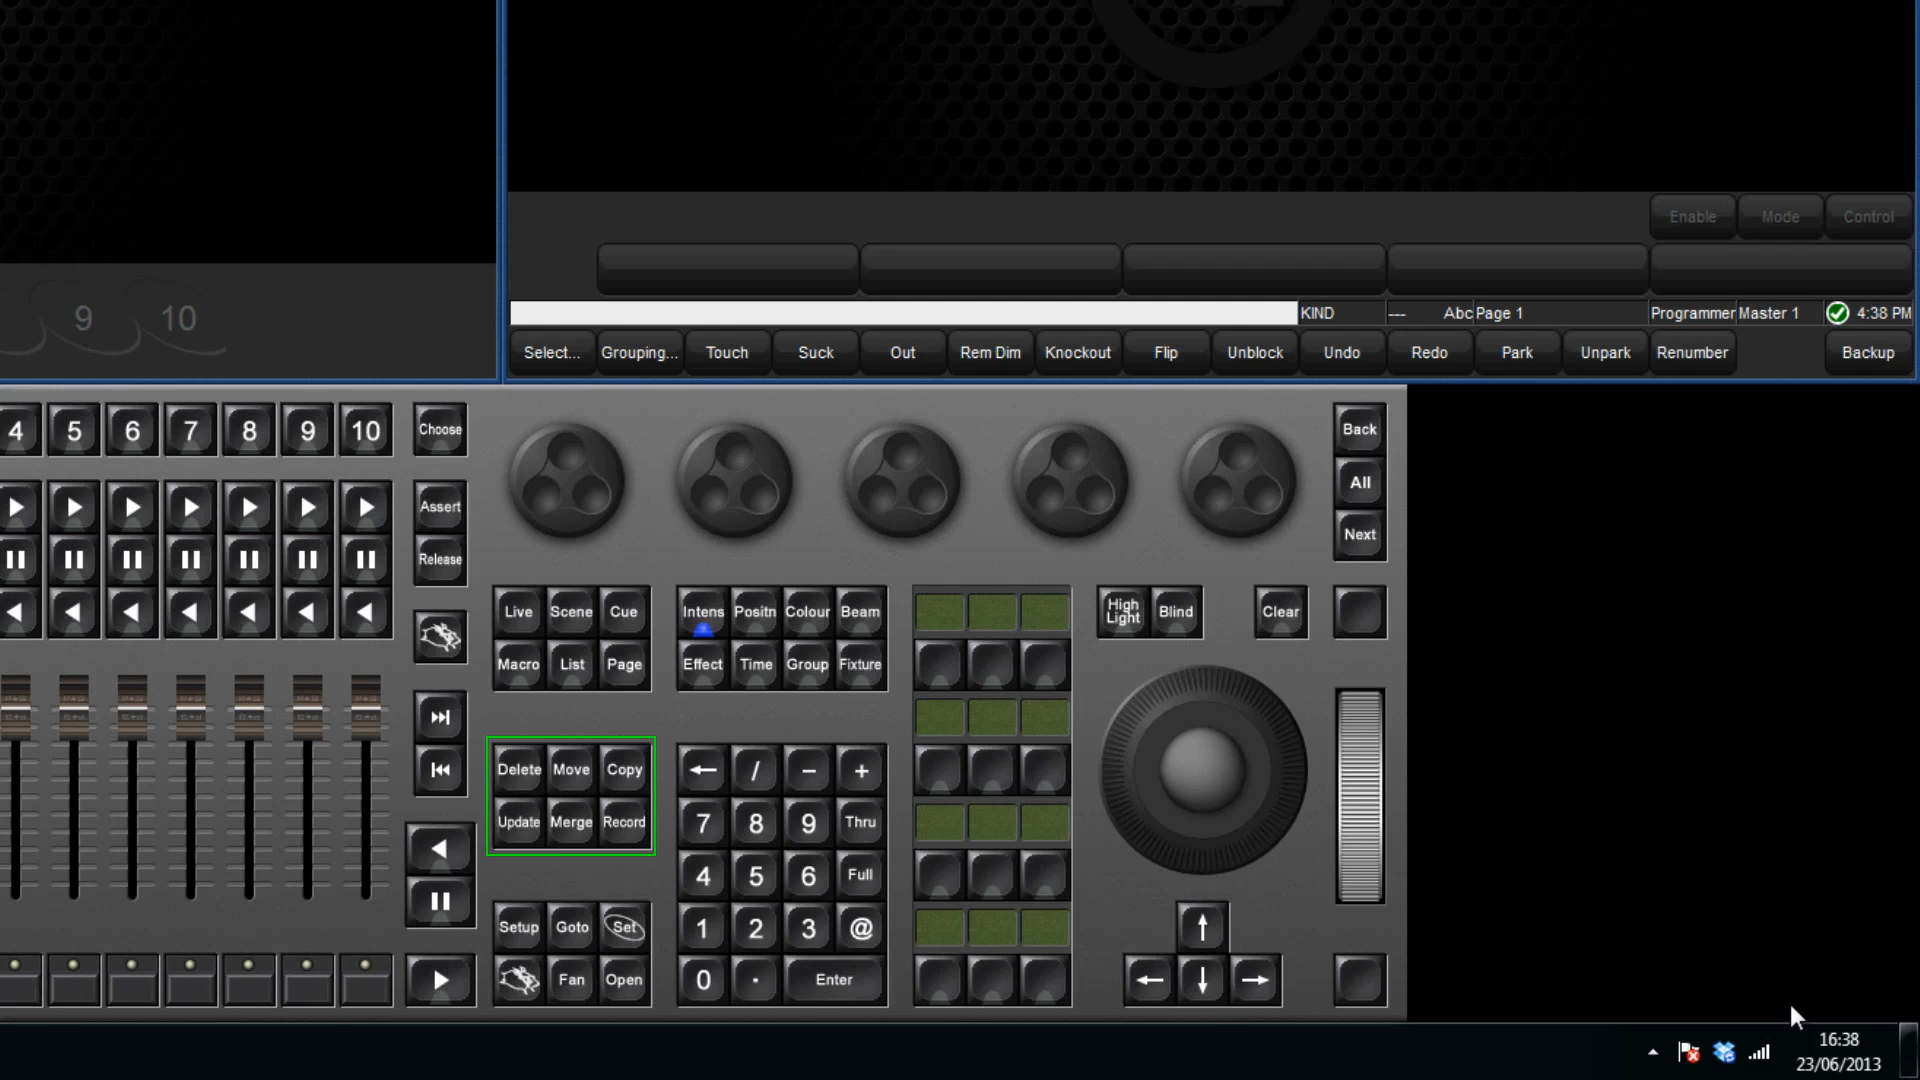 Enable Mode Control
9 10
KIND --- Abc Page 1 Programmer Master 1 4:38 PM
Select... Grouping... Touch Suck Out Rem Dim Knockout Flip Unblock Undo Redo Park Unpark Renumber Backup
4 5 6 7 8 9 10 Choose
Back
All
Next
Assert
Release
Live Scene Cue
Macro List Page
Intens Positn Colour Beam
Effect Time Group Fixture
High
Light
Blind
Clear
Delete Move Copy
Update Merge Record
/ - +
7 8 9 Thru
4 5 6 Full
1 2 3 @
0 . Enter
Setup Goto Set
Fan Open
16:38
23/06/2013